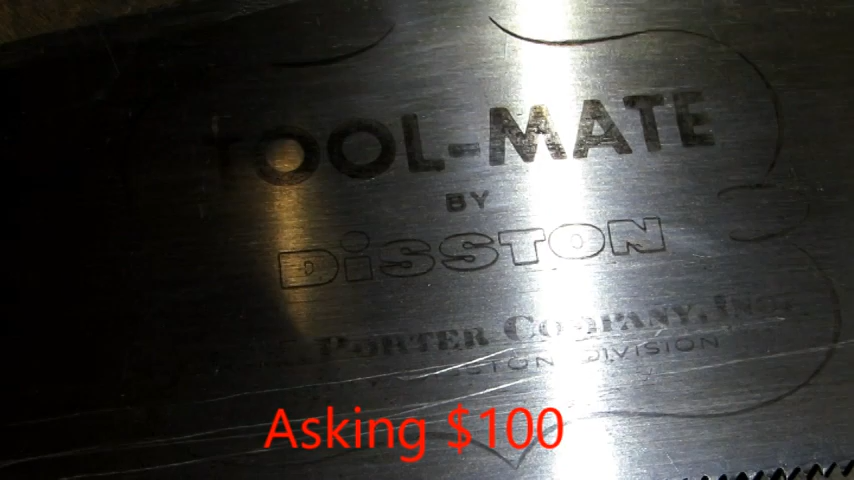 TOOL-MATE
BY
DiSSTON
PORTER COMPANY, INC.
DISSTON DIVISION
Asking $100